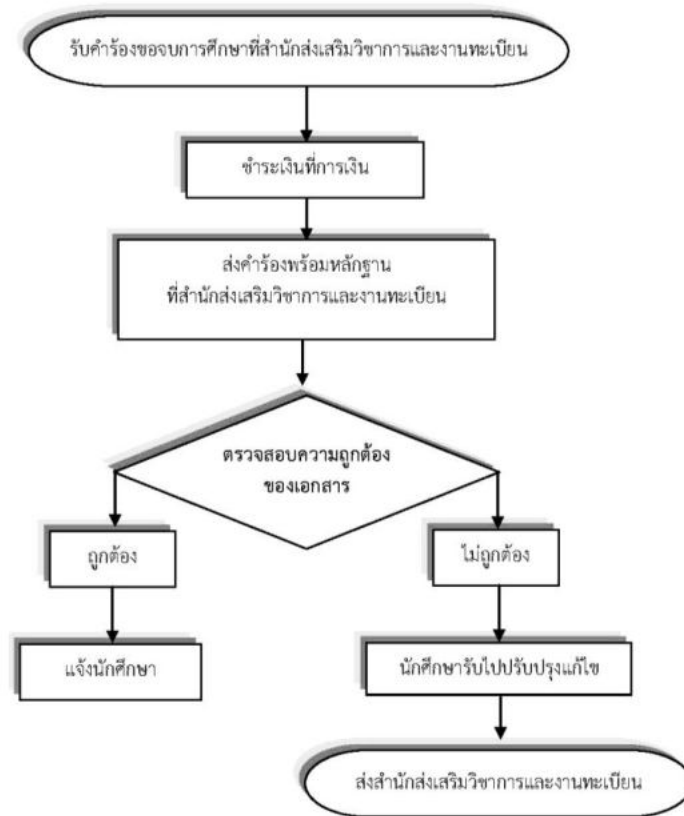 รับคำร้องขอจบการศึกษาที่สำนักส่งเสริมวิชาการและงานทะเบียน
ชำระเงินที่การเงิน
ส่งคำร้องพร้อมหลักฐาน
ที่สำนักส่งเสริมวิชาการและงานทะเบียน
ตรวจสอบความถูกต้อง
ของเอกสาร
ถูกต้อง
ไม่ถูกต้อง
แจ้งนักศึกษา
นักศึกษารับไปปรับปรุงแก้ไข
ส่งสำนักส่งเสริมวิชาการและงานทะเบียน